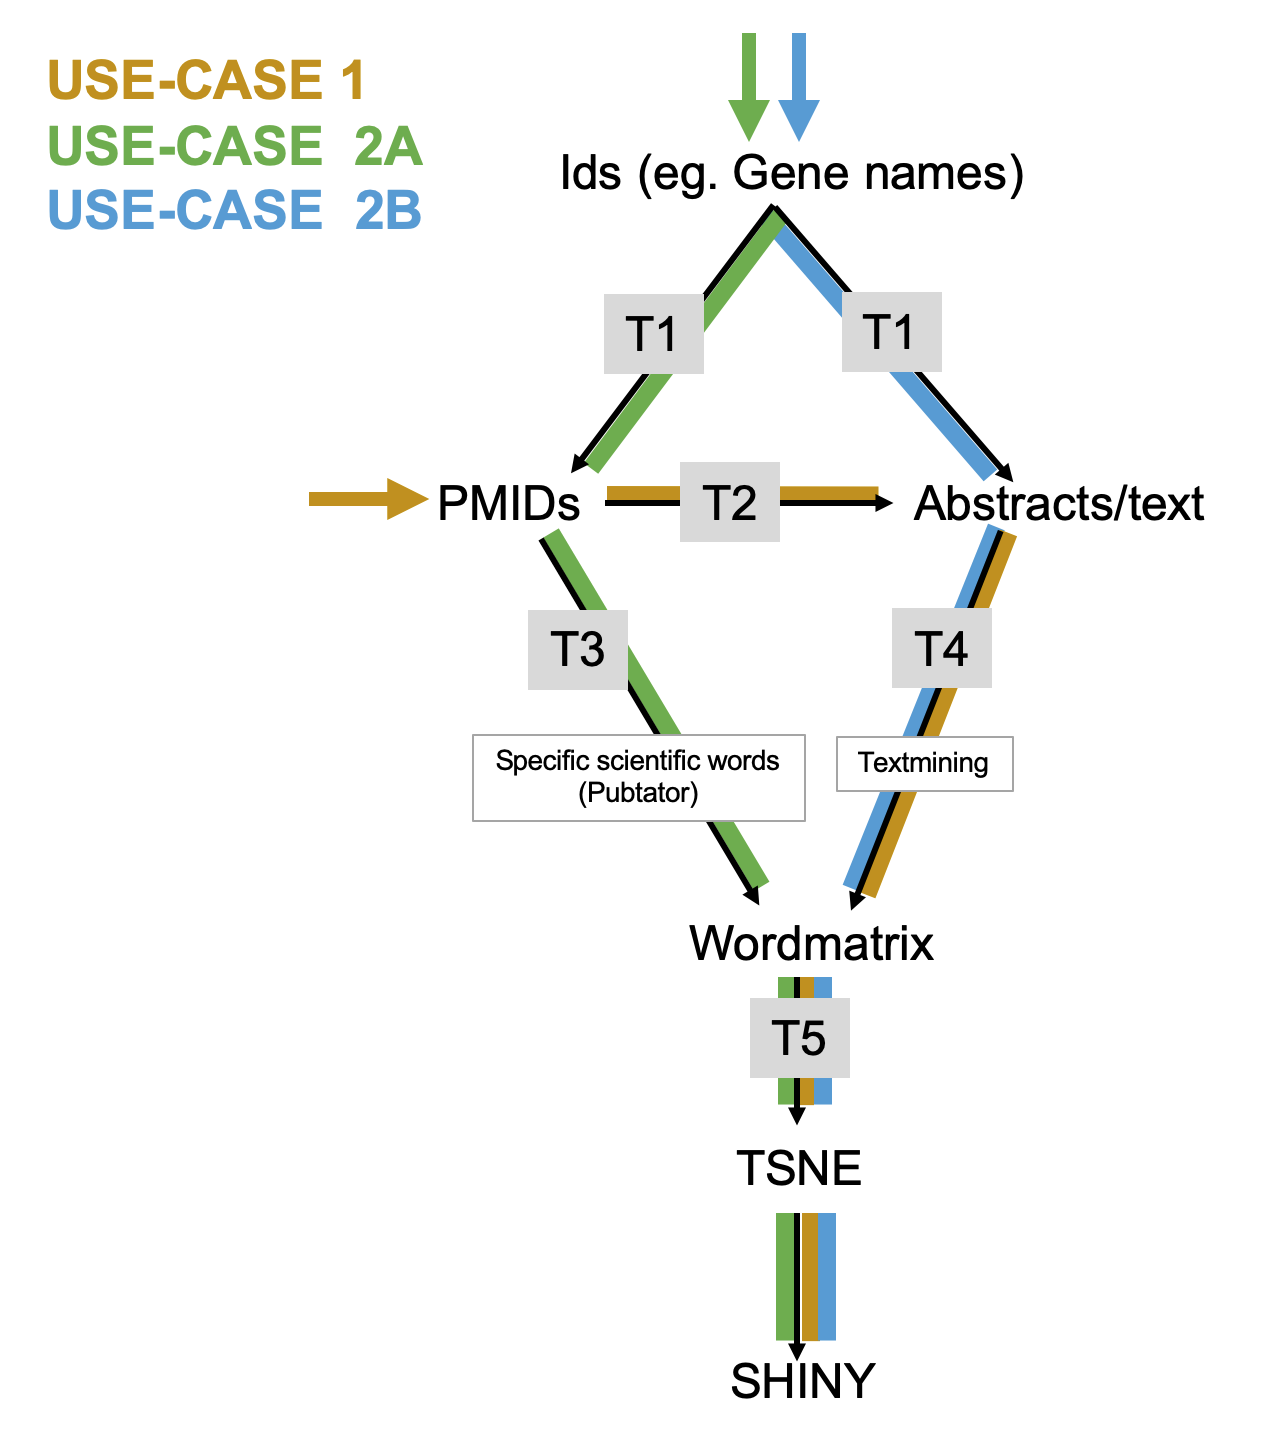 USE-CASE 1
USE-CASE  2A
USE-CASE  2B
Ids (eg. Gene names)
T1
T1
PMIDs
T2
Abstracts/text
T3
T4
Specific scientific words
(Pubtator)
Textmining
Wordmatrix
T5
TSNE
SHINY